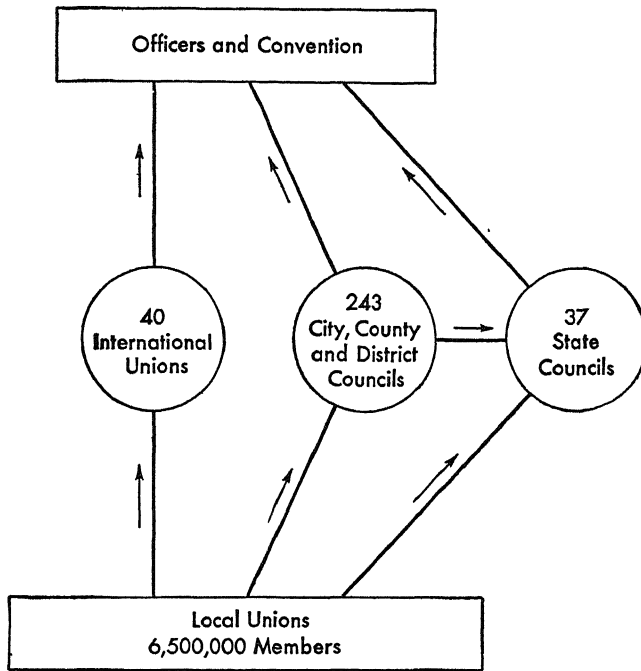 Officers and Convention
40
International
Unions
243
City, County
and District
Councils
37
State
Councils
Local Unions
6,500,000 Members